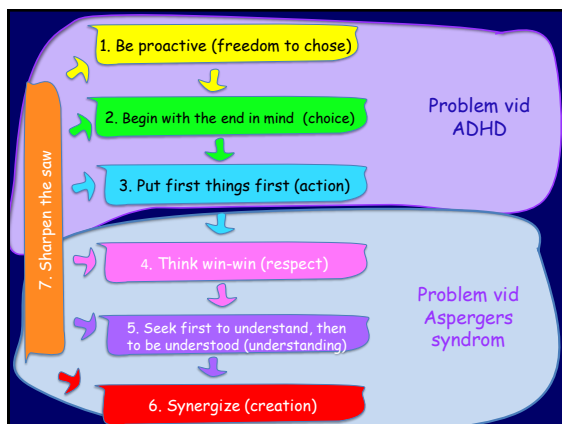 1. Be proactive (freedom to chose)
2. Begin with the end in mind (choice)
3. Put first things first (action)
4. Think win-win (respect)
5. Seek first to understand, then
to be understood (understanding)
6. Synergize (creation)
7. Sharpen the saw
Problem vid
ADHD
Problem vid
Aspergers
syndrom